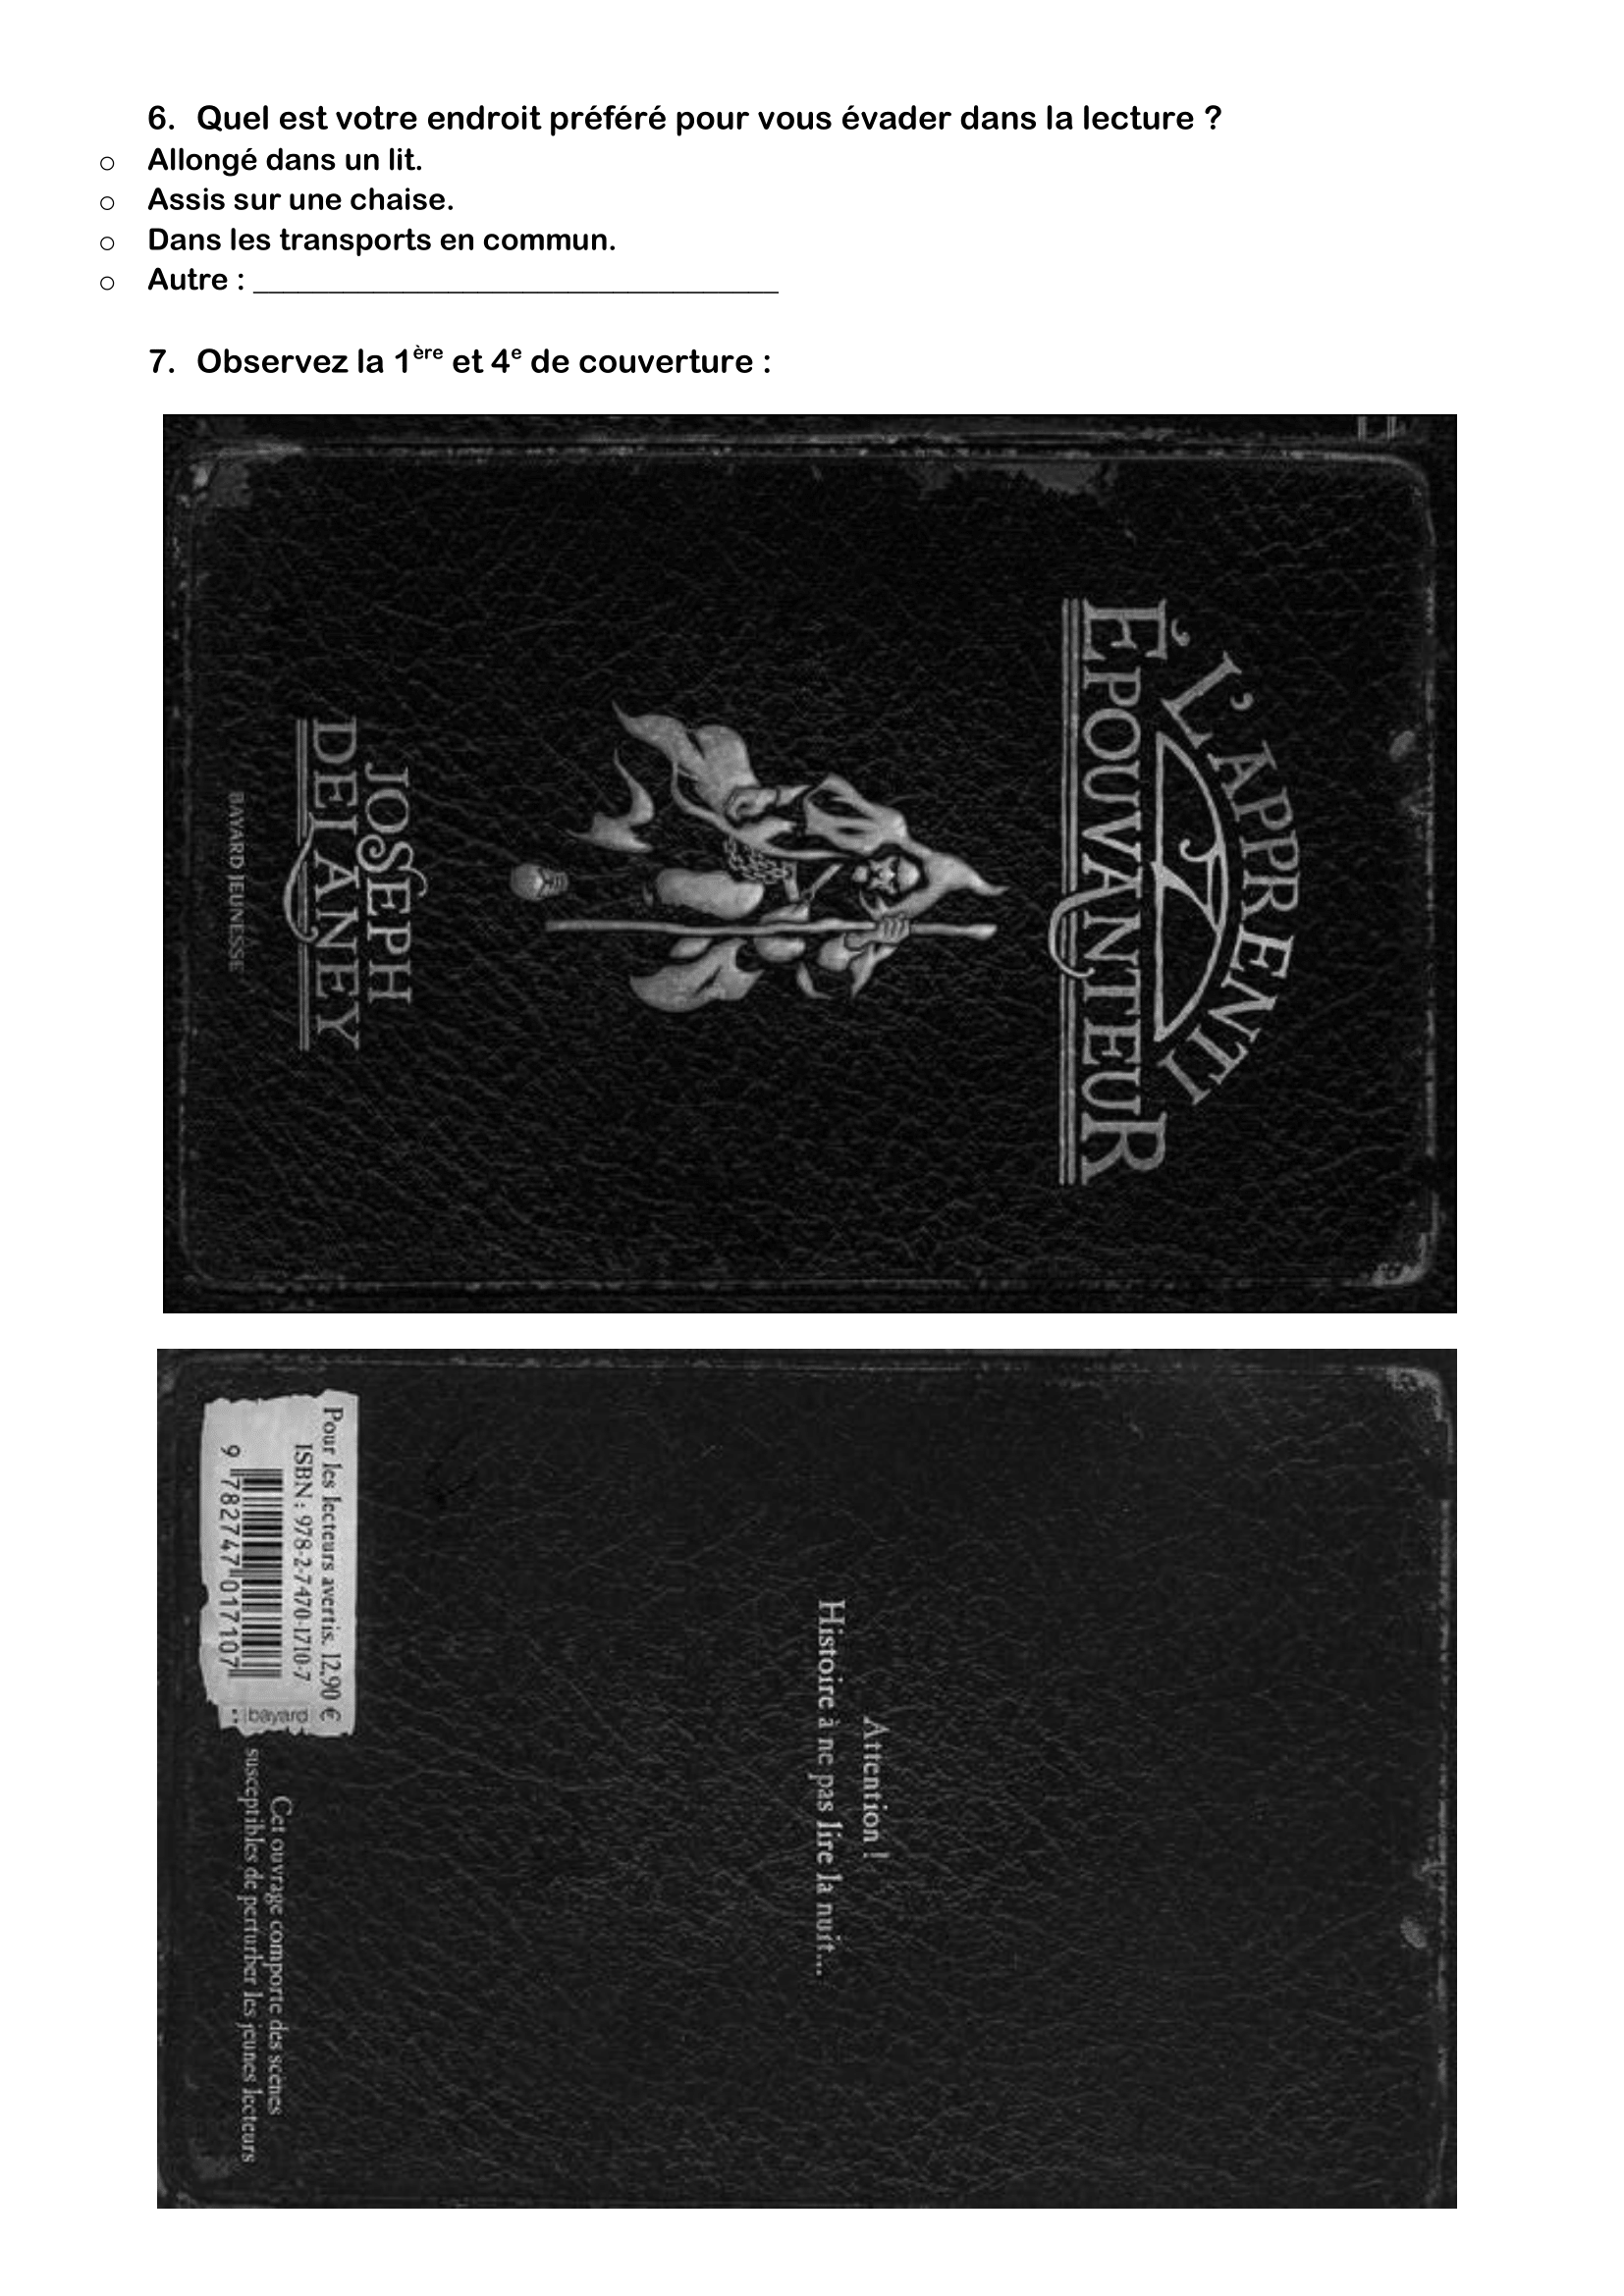 6. Quel est votre endroit préféré pour vous évader dans la lecture ?
o Allongé dans un lit.
o Assis sur une chaise.
o Dans les transports en commun.
o Autre : ________________________________
7. Observez la 1ère et 4e de couverture :
L'APPRENTI
ÉPOUVANTEUR
JOSEPH
DELANEY
BAYARD JEUNESSE
Attention !
Histoire à ne pas lire la nuit...
Pour les lecteurs avertis. 12,90 €
ISBN : 978-2-7470-1710-7
9 782747 017107
bayard
Cet ouvrage comporte des scènes
susceptibles de perturber les jeunes lecteurs